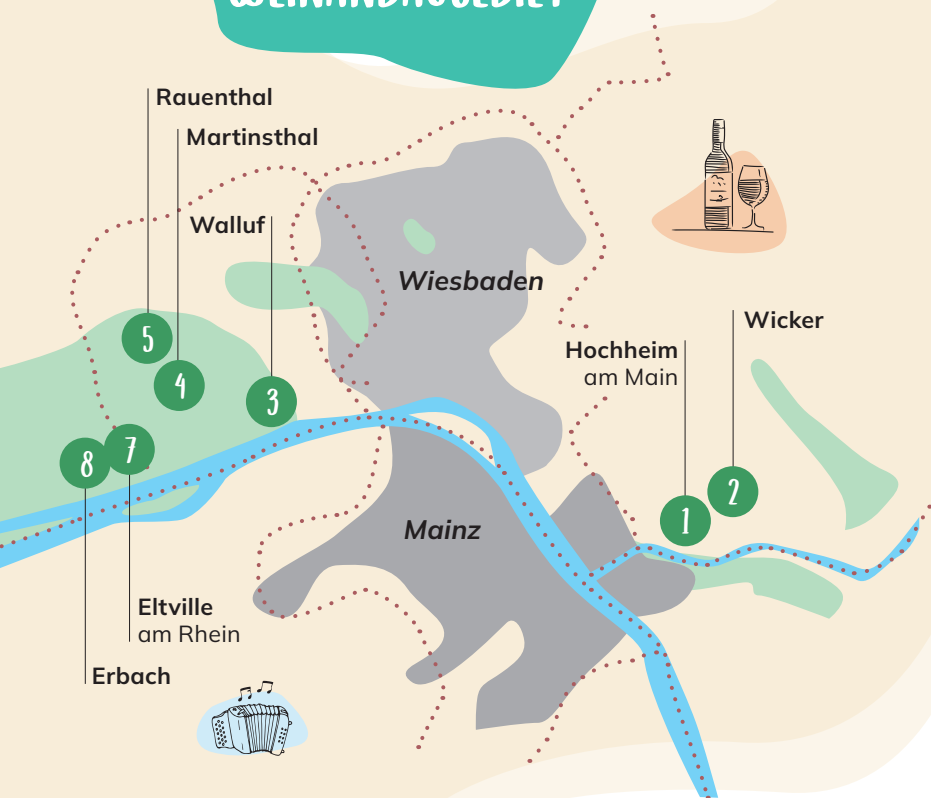 WEINANBAUGEBIET
Rauenthal
Martinsthal
Walluf
Wiesbaden
Wicker
Hochheim
am Main
5
4
3
7
8
2
1
Mainz
Eltville
am Rhein
Erbach